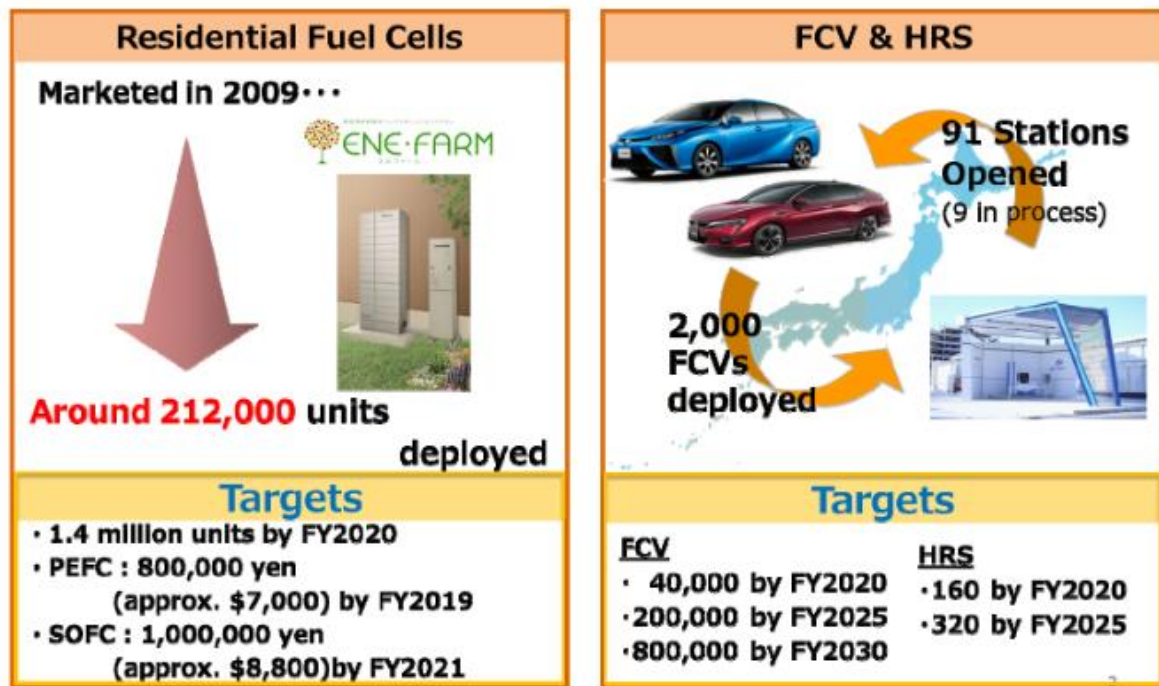 Residential Fuel Cells
Marketed in 2009･･･
ENE･FARM
Around 212,000 units
deployed
Targets
･ 1.4 million units by FY2020
･ PEFC : 800,000 yen
(approx. $7,000) by FY2019
･ SOFC : 1,000,000 yen
(approx. $8,800)by FY2021
FCV & HRS
91 Stations
Opened
(9 in process)
2,000
FCVs
deployed
Targets
FCV
･ 40,000 by FY2020
･200,000 by FY2025
･800,000 by FY2030
HRS
･160 by FY2020
･320 by FY2025